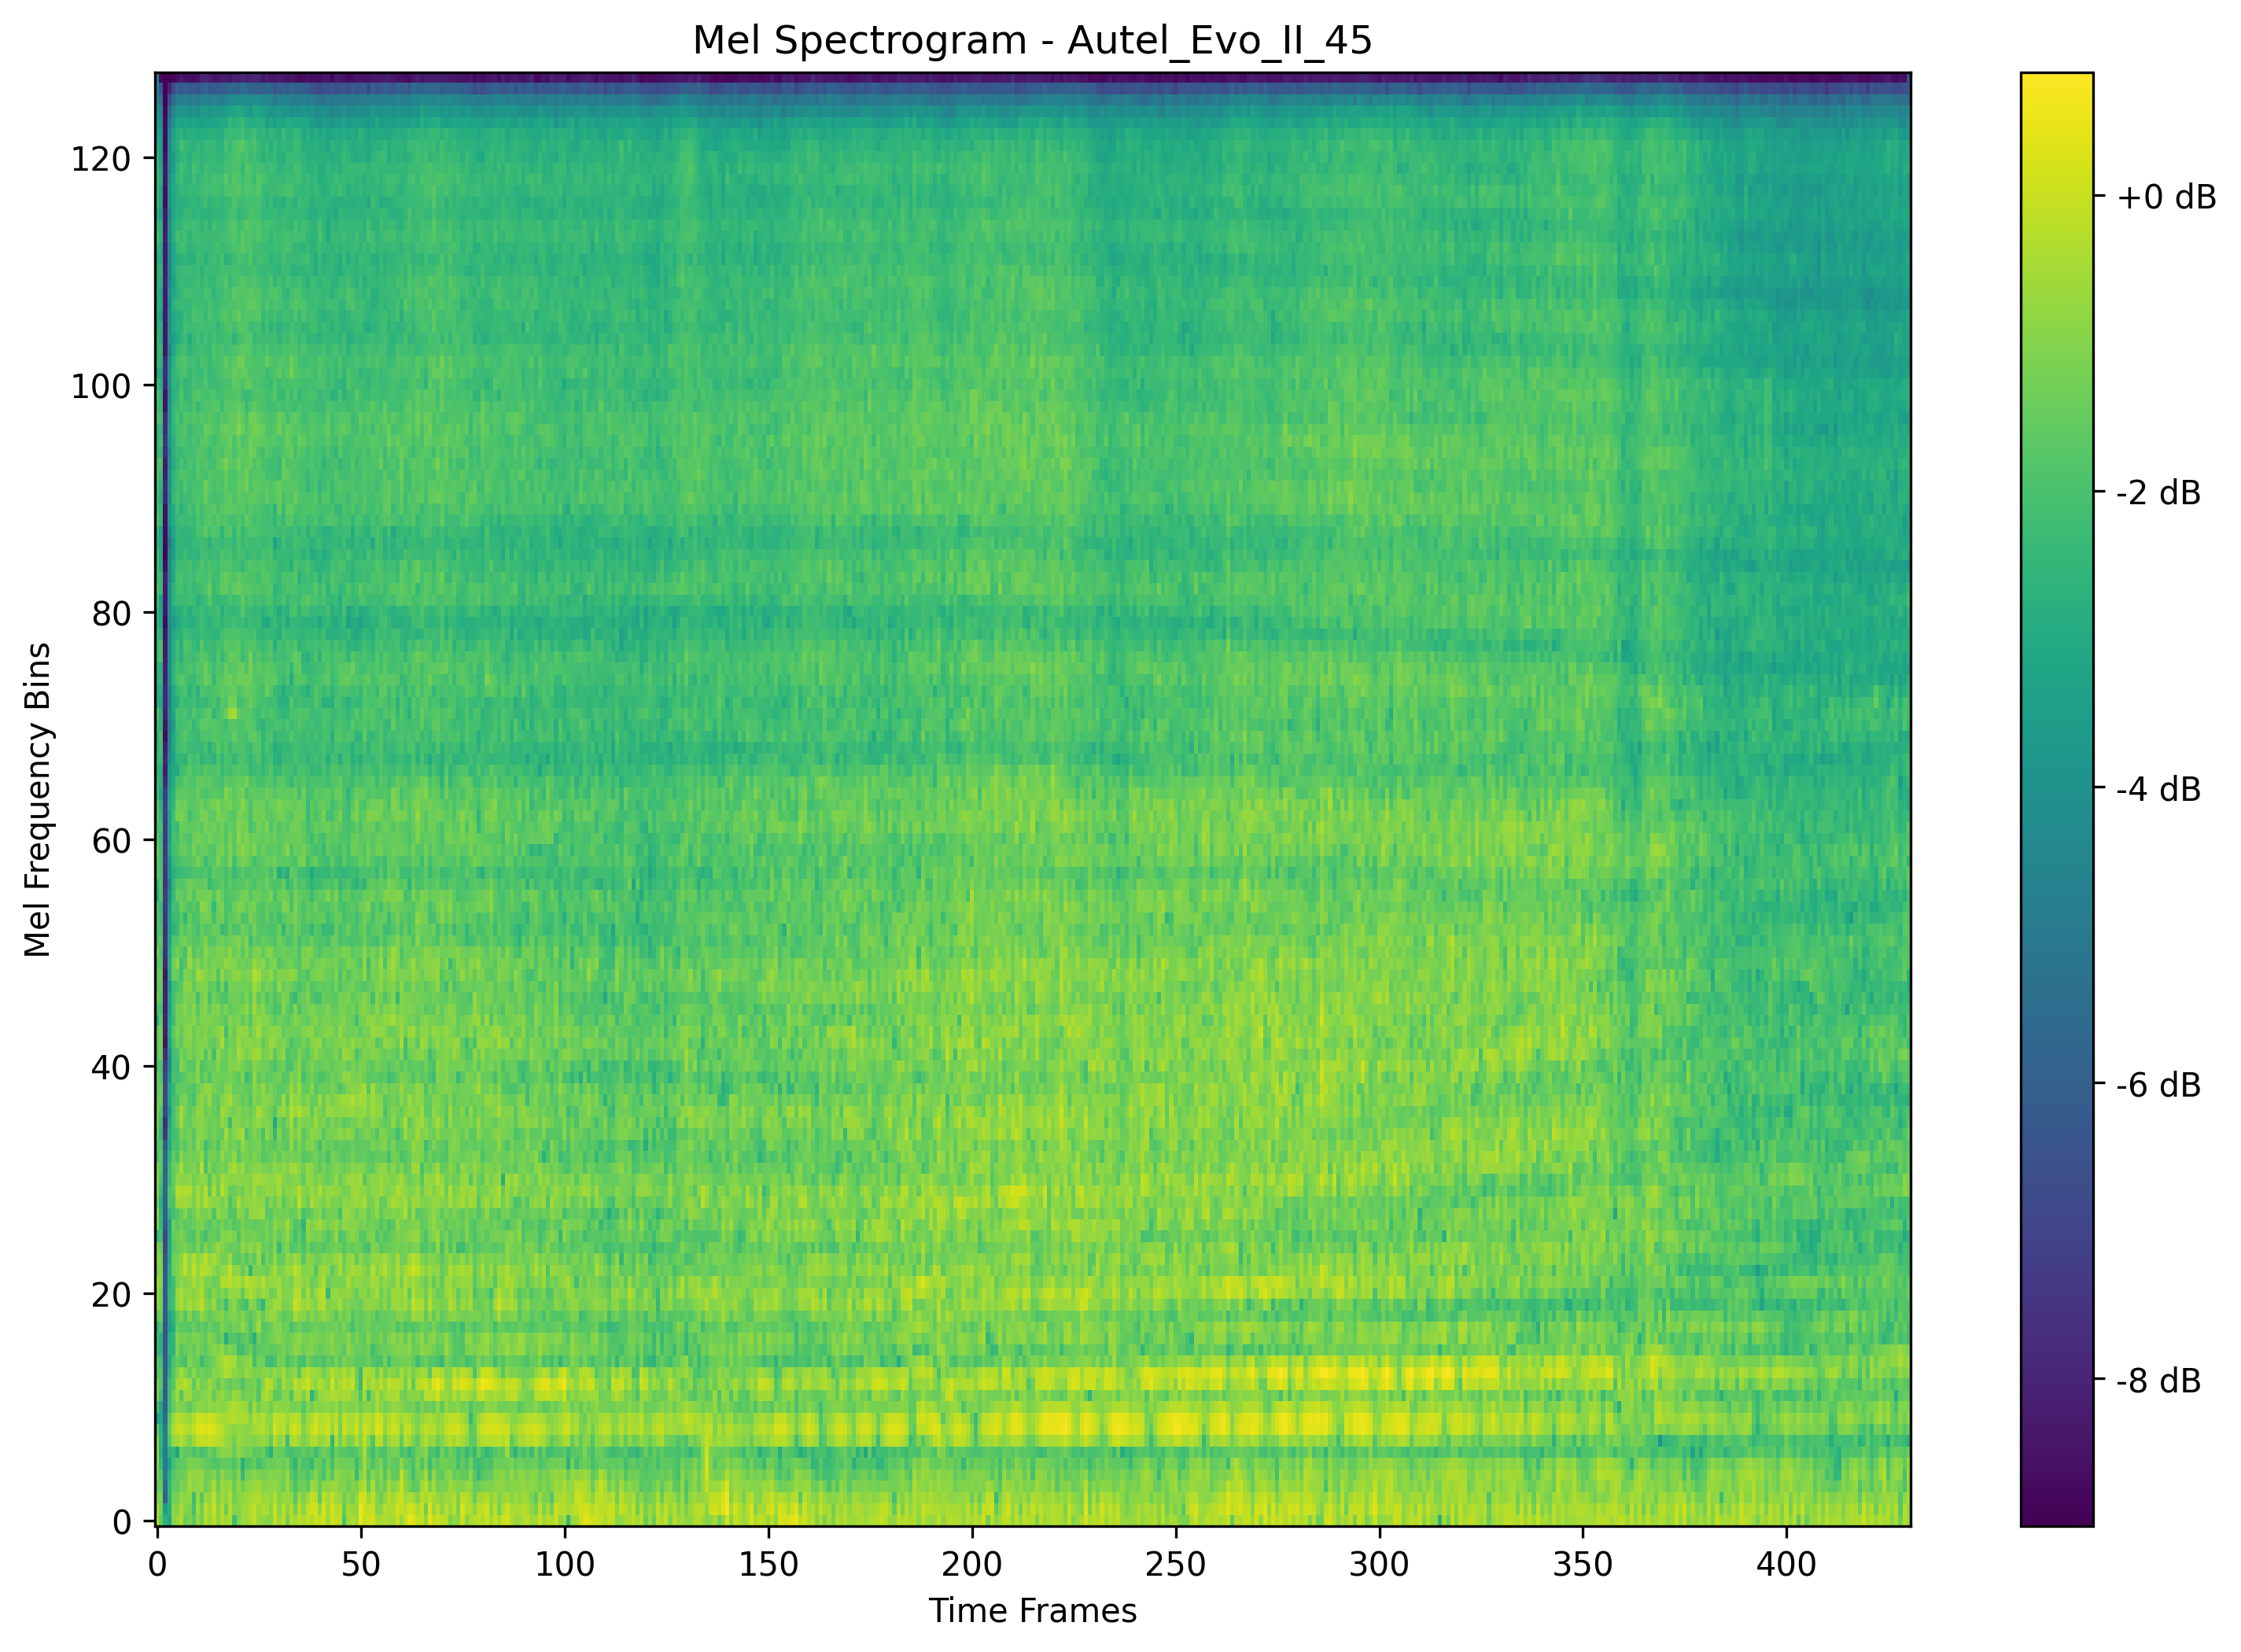 Mel Spectrogram - Autel_Evo_II_45
120
100
80
60
40
20
0
Mel Frequency Bins
0 50 100 150 200 250 300 350 400
Time Frames
+0 dB
-2 dB
-4 dB
-6 dB
-8 dB